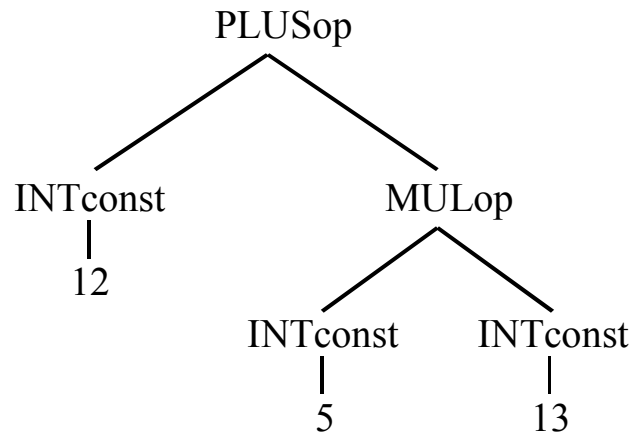 PLUSop
INTconst MULop
12
INTconst INTconst
5 13